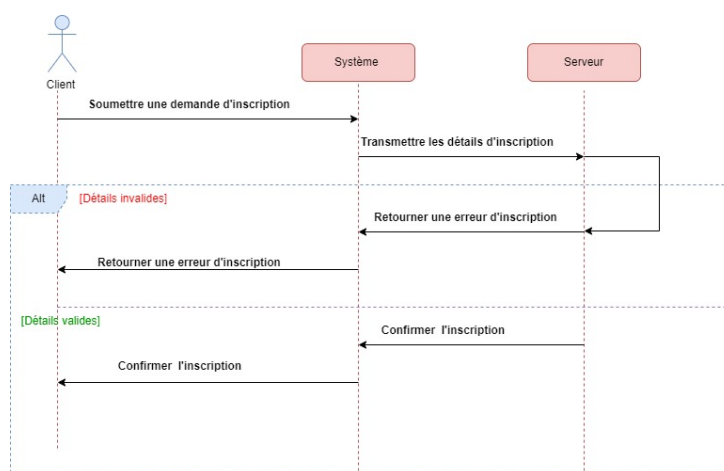 Client
Système
Serveur
Soumettre une demande d'inscription
Transmettre les détails d'inscription
Alt
[Détails invalides]
Retourner une erreur d'inscription
Retourner une erreur d'inscription
[Détails valides]
Confirmer l'inscription
Confirmer l'inscription